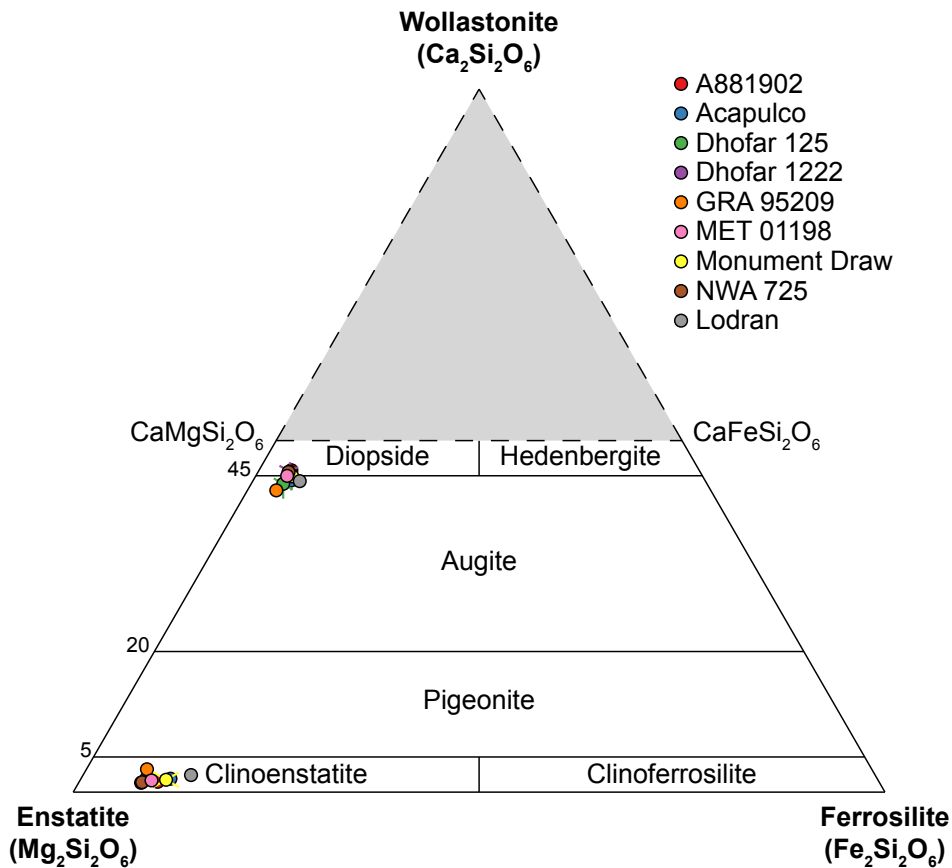 Wollastonite
(Ca₂Si₂O₆)
A881902
Acapulco
Dhofar 125
Dhofar 1222
GRA 95209
MET 01198
Monument Draw
NWA 725
Lodran
CaMgSi₂O₆
CaFeSi₂O₆
Diopside
Hedenbergite
45
Augite
20
Pigeonite
5
Clinoenstatite
Clinoferrosilite
Enstatite
(Mg₂Si₂O₆)
Ferrosilite
(Fe₂Si₂O₆)